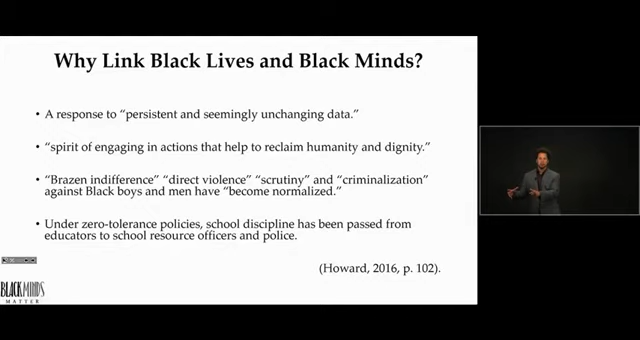 Why Link Black Lives and Black Minds?
• A response to “persistent and seemingly unchanging data.”
• “spirit of engaging in actions that help to reclaim humanity and dignity.”
• “Brazen indifference” “direct violence” “scrutiny” and “criminalization”
against Black boys and men have “become normalized.”
• Under zero-tolerance policies, school discipline has been passed from
educators to school resource officers and police.
(Howard, 2016, p. 102).
BLACKMINDS
MATTER